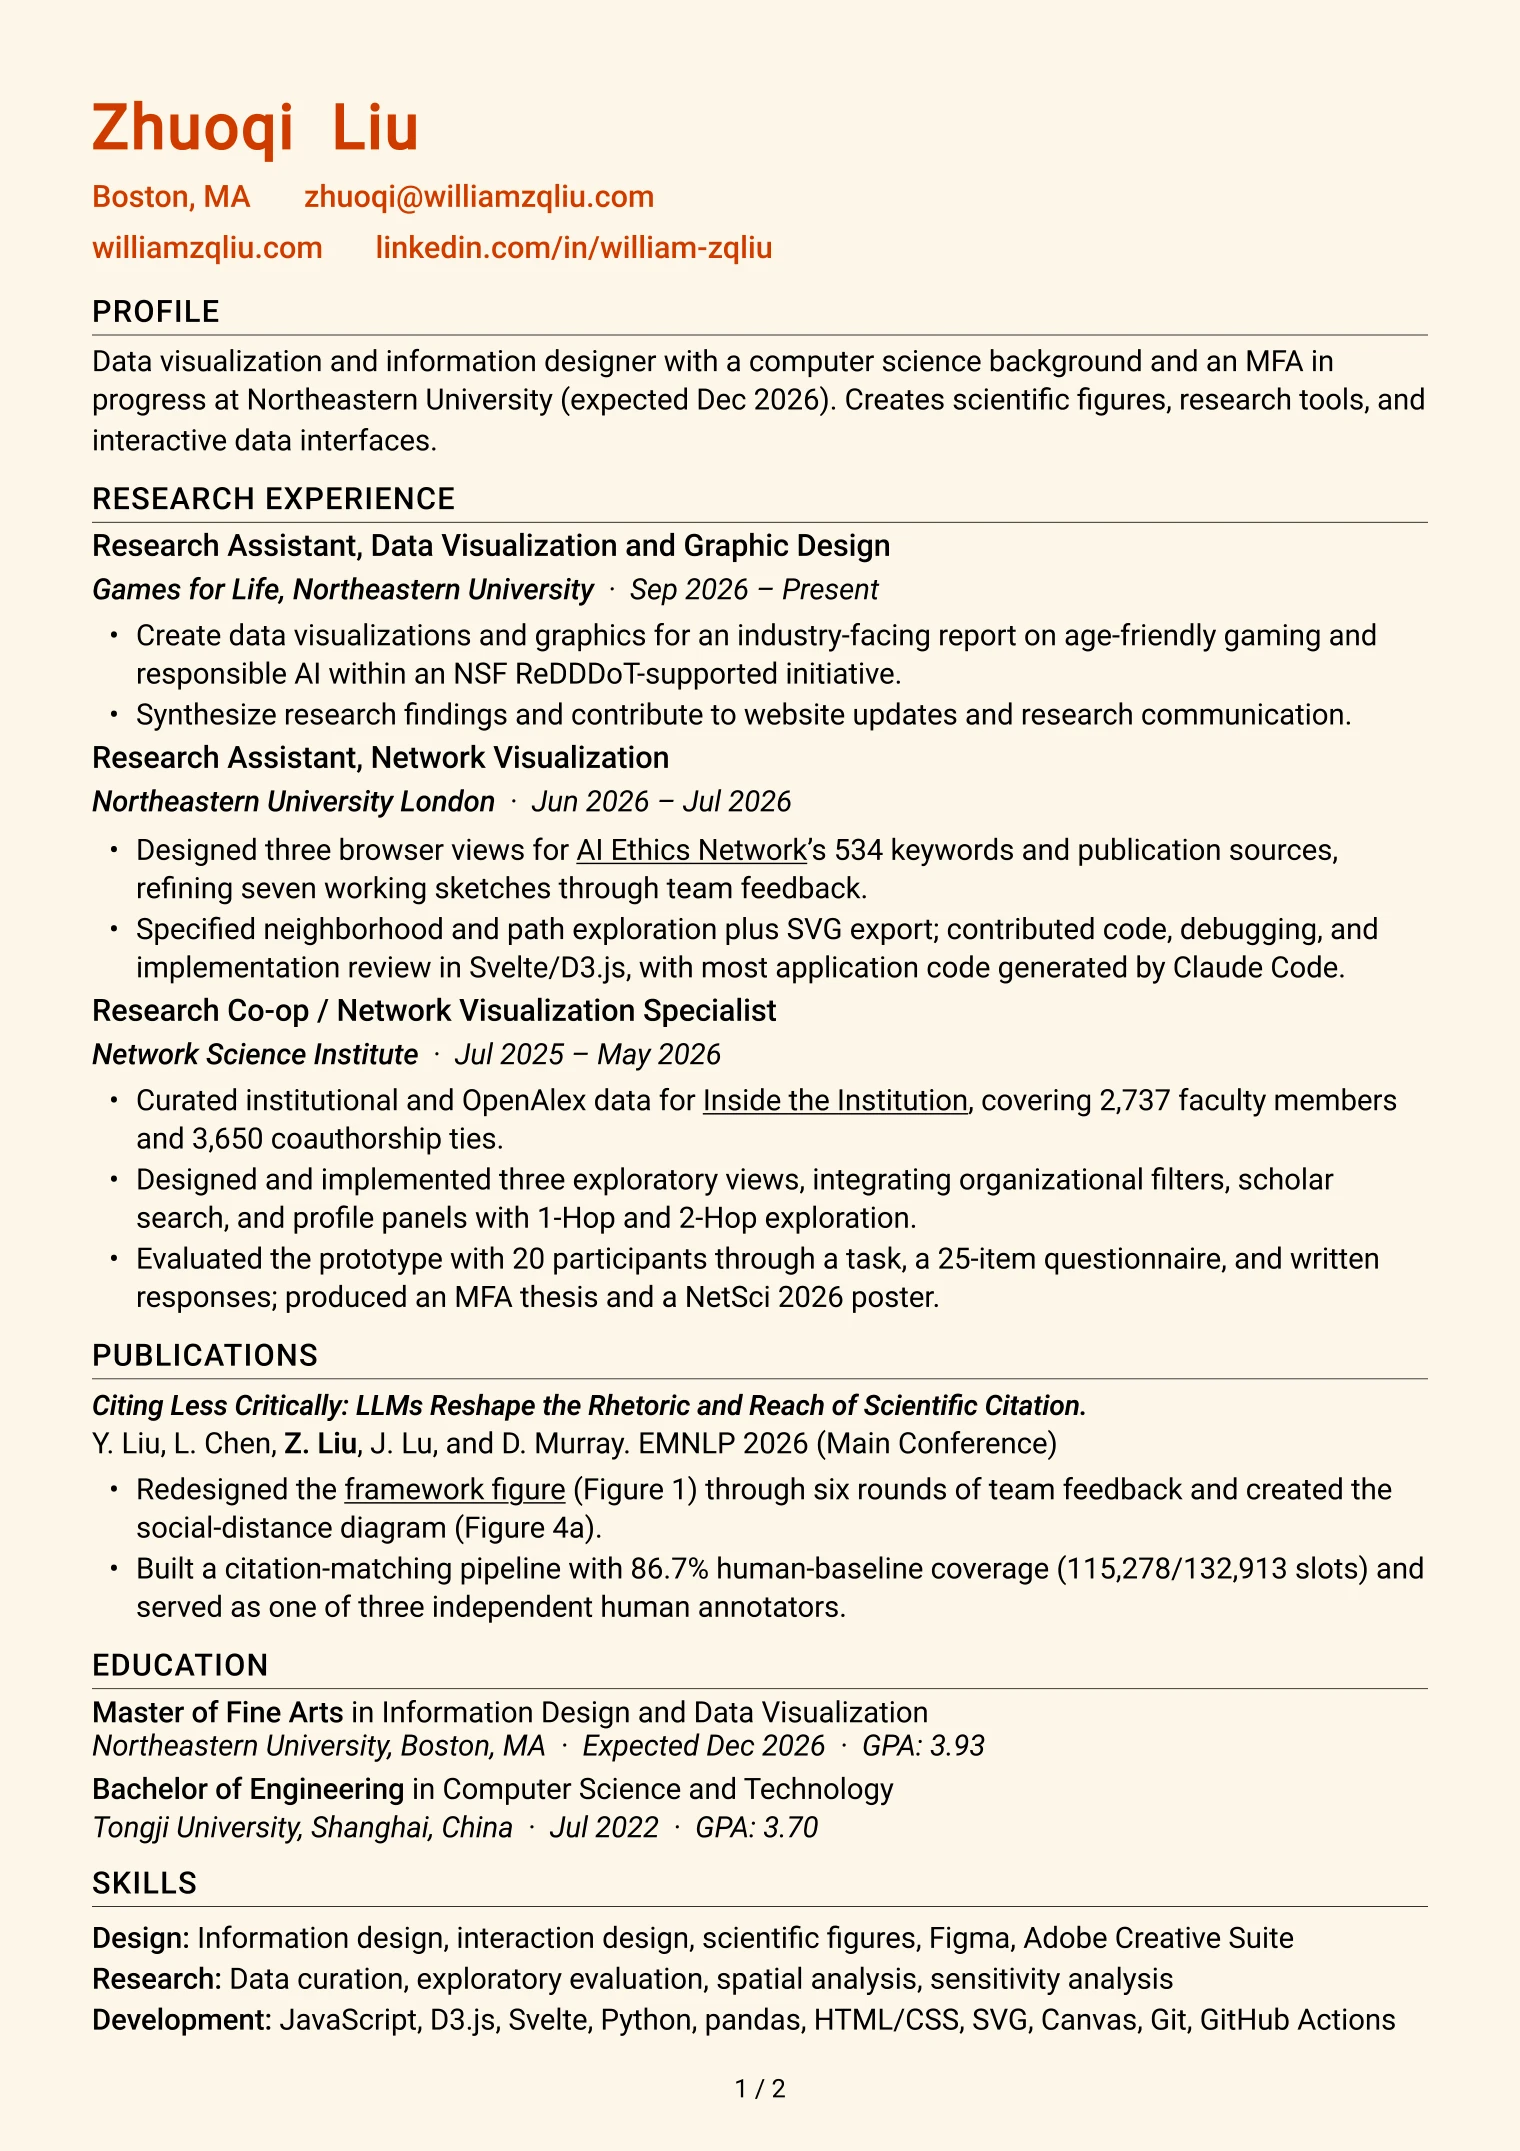 Zhuoqi Liu
Boston, MA zhuoqi@williamzqliu.com
williamzqliu.com linkedin.com/in/william-zqliu
PROFILE
Data visualization and information designer with a computer science background and an MFA in
progress at Northeastern University (expected Dec 2026). Creates scientific figures, research tools, and
interactive data interfaces.
RESEARCH EXPERIENCE
Research Assistant, Data Visualization and Graphic Design
Games for Life, Northeastern University · Sep 2026 – Present
• Create data visualizations and graphics for an industry-facing report on age-friendly gaming and
responsible AI within an NSF ReDDDoT-supported initiative.
• Synthesize research findings and contribute to website updates and research communication.
Research Assistant, Network Visualization
Northeastern University London · Jun 2026 – Jul 2026
• Designed three browser views for AI Ethics Network’s 534 keywords and publication sources,
refining seven working sketches through team feedback.
• Specified neighborhood and path exploration plus SVG export; contributed code, debugging, and
implementation review in Svelte/D3.js, with most application code generated by Claude Code.
Research Co-op / Network Visualization Specialist
Network Science Institute · Jul 2025 – May 2026
• Curated institutional and OpenAlex data for Inside the Institution, covering 2,737 faculty members
and 3,650 coauthorship ties.
• Designed and implemented three exploratory views, integrating organizational filters, scholar
search, and profile panels with 1-Hop and 2-Hop exploration.
• Evaluated the prototype with 20 participants through a task, a 25-item questionnaire, and written
responses; produced an MFA thesis and a NetSci 2026 poster.
PUBLICATIONS
Citing Less Critically: LLMs Reshape the Rhetoric and Reach of Scientific Citation.
Y. Liu, L. Chen, Z. Liu, J. Lu, and D. Murray. EMNLP 2026 (Main Conference)
• Redesigned the framework figure (Figure 1) through six rounds of team feedback and created the
social-distance diagram (Figure 4a).
• Built a citation-matching pipeline with 86.7% human-baseline coverage (115,278/132,913 slots) and
served as one of three independent human annotators.
EDUCATION
Master of Fine Arts in Information Design and Data Visualization
Northeastern University, Boston, MA · Expected Dec 2026 · GPA: 3.93
Bachelor of Engineering in Computer Science and Technology
Tongji University, Shanghai, China · Jul 2022 · GPA: 3.70
SKILLS
Design: Information design, interaction design, scientific figures, Figma, Adobe Creative Suite
Research: Data curation, exploratory evaluation, spatial analysis, sensitivity analysis
Development: JavaScript, D3.js, Svelte, Python, pandas, HTML/CSS, SVG, Canvas, Git, GitHub Actions
1 / 2